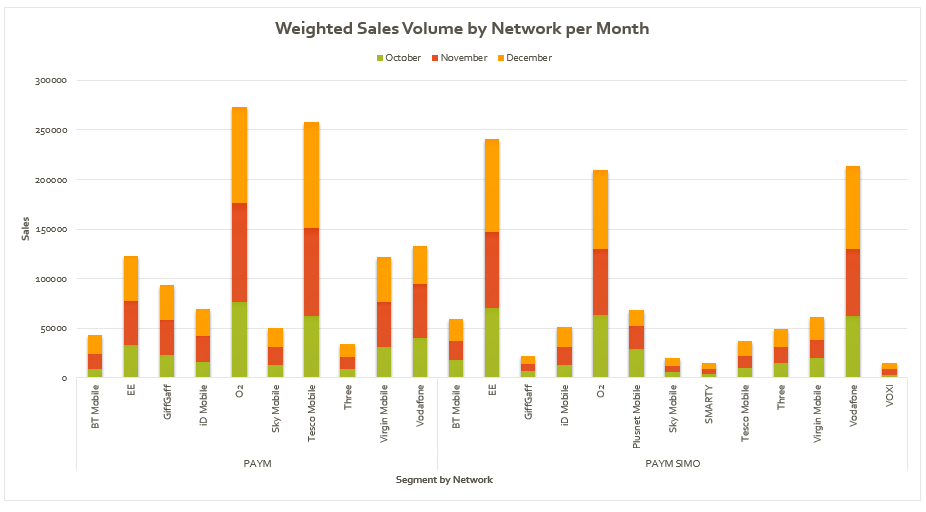 Weighted Sales Volume by Network per Month
October November December
300000
250000
200000
150000
100000
50000
0
Sales
BT Mobile
EE
GiffGaff
iD Mobile
O2
Sky Mobile
Tesco Mobile
Three
Virgin Mobile
Vodafone
BT Mobile
EE
GiffGaff
iD Mobile
O2
Plusnet Mobile
Sky Mobile
SMARTY
Tesco Mobile
Three
Virgin Mobile
Vodafone
VOXI
PAYM PAYM SIMO
Segment by Network